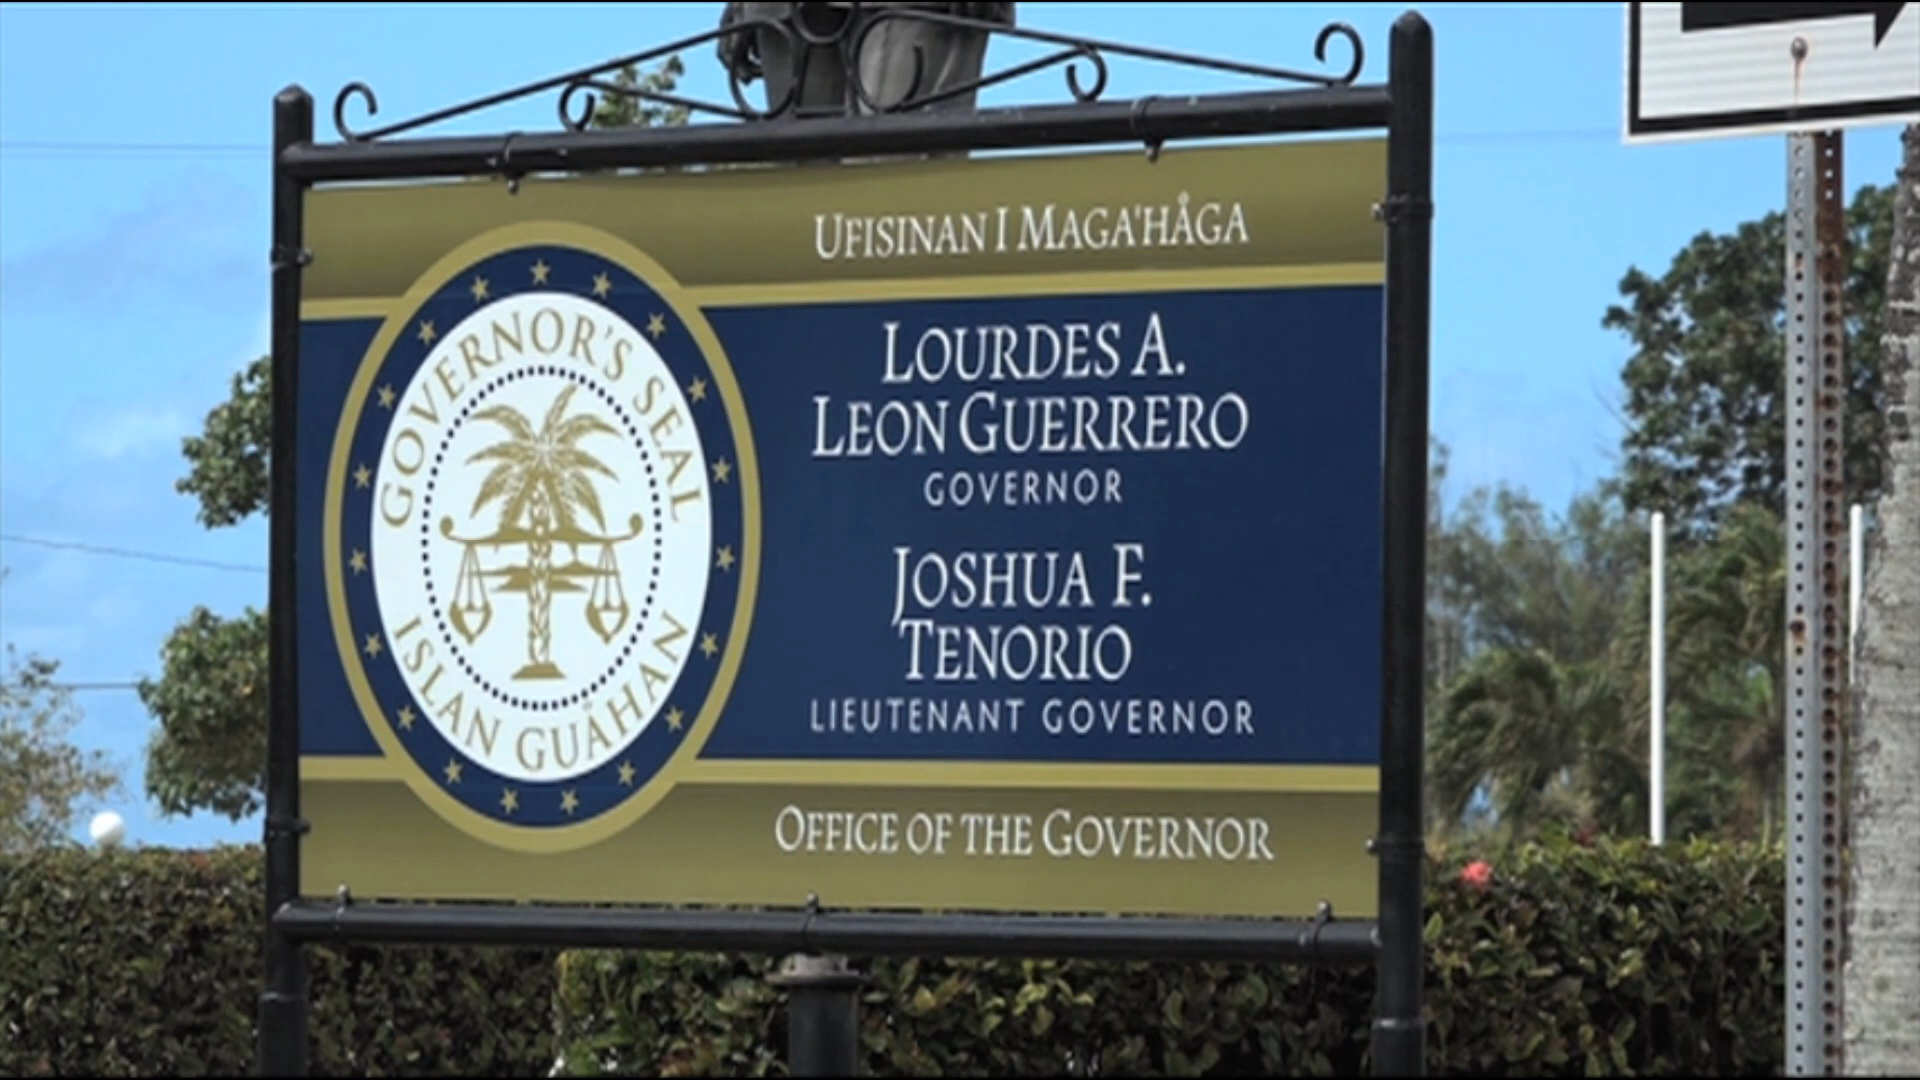 UFISINAN I MAGA'HÅGA
GOVERNOR'S SEAL
ISLAN GUÅHAN
LOURDES A.
LEON GUERRERO
GOVERNOR
JOSHUA F.
TENORIO
LIEUTENANT GOVERNOR
OFFICE OF THE GOVERNOR